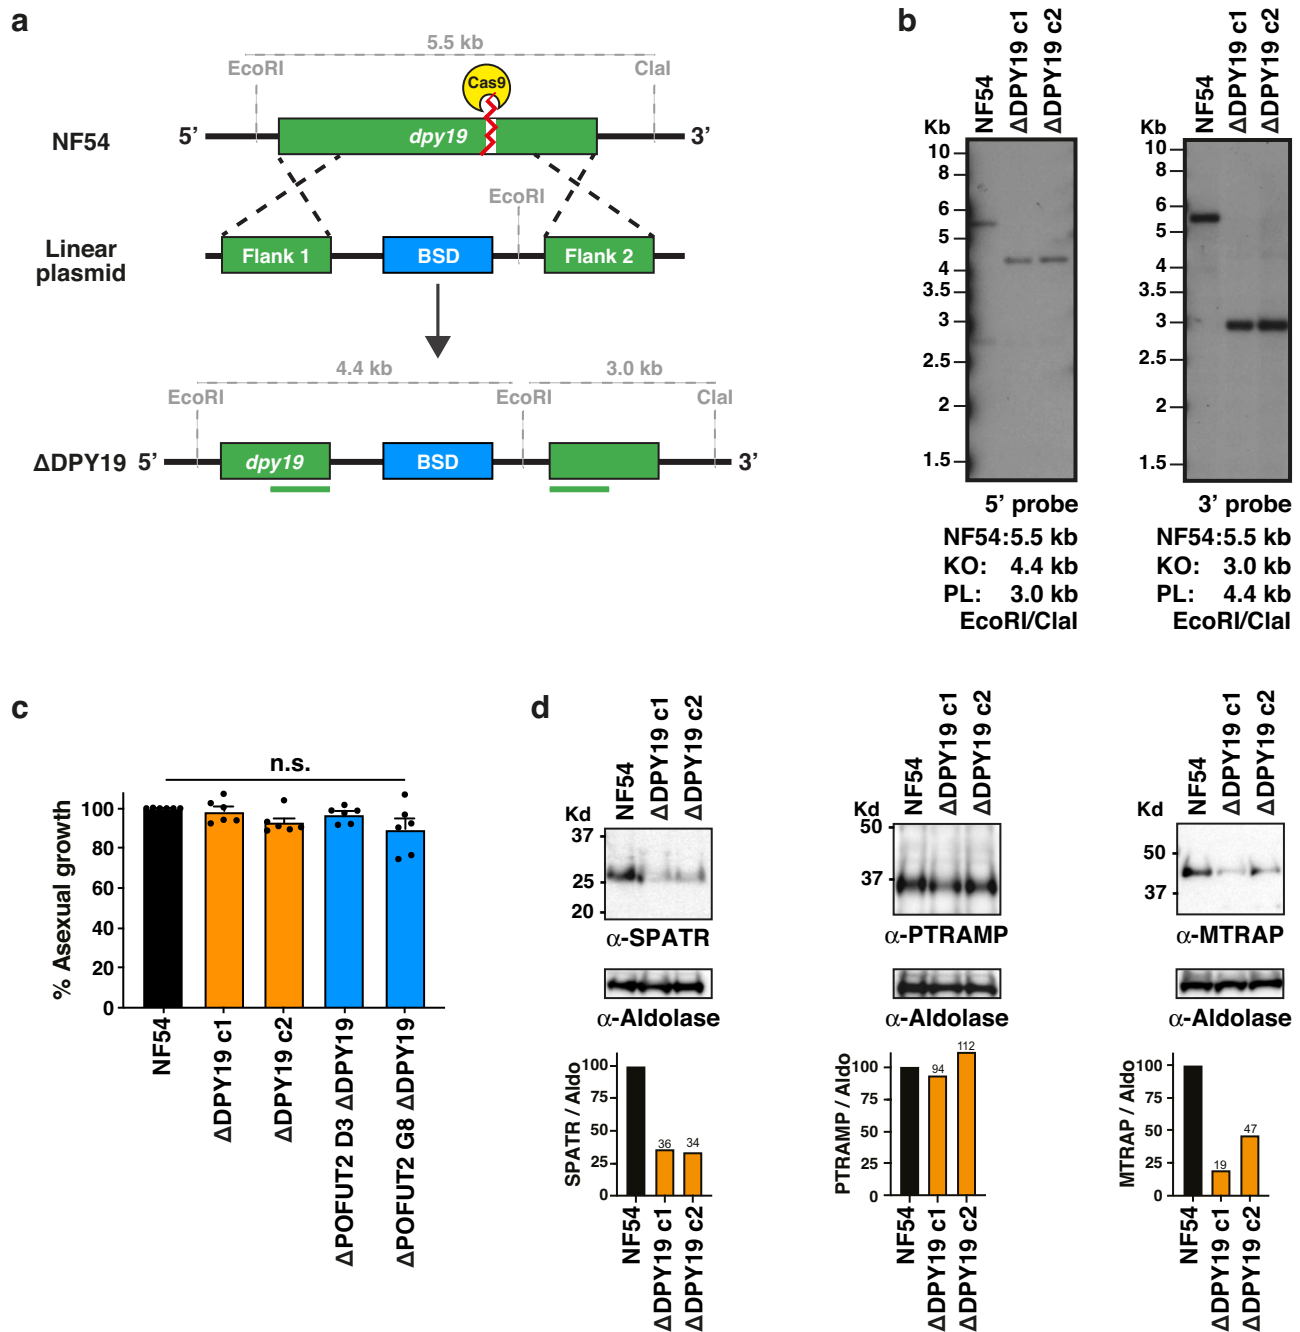 a
5.5 kb
EcoRI
ClaI
Cas9
NF54
5’
dpy19
3’
EcoRI
Linear
plasmid
Flank 1
BSD
Flank 2
4.4 kb
3.0 kb
EcoRI
EcoRI
ClaI
ΔDPY19
5’
dpy19
BSD
3’
b
NF54
ΔDPY19 c1
ΔDPY19 c2
Kb
10
8
6
5
4
3.5
3
2.5
2
1.5
5’ probe
NF54:5.5 kb
KO: 4.4 kb
PL: 3.0 kb
EcoRI/ClaI
NF54
ΔDPY19 c1
ΔDPY19 c2
Kb
10
8
6
5
4
3.5
3
2.5
2
1.5
3’ probe
NF54:5.5 kb
KO: 3.0 kb
PL: 4.4 kb
EcoRI/ClaI
c
n.s.
% Asexual growth
100
80
60
40
20
0
NF54
ΔDPY19 c1
ΔDPY19 c2
ΔPOFUT2 D3 ΔDPY19
ΔPOFUT2 G8 ΔDPY19
d
NF54
ΔDPY19 c1
ΔDPY19 c2
Kd
37
25
20
α-SPATR
α-Aldolase
SPATR / Aldo
100
75
50
25
0
36
34
NF54
ΔDPY19 c1
ΔDPY19 c2
NF54
ΔDPY19 c1
ΔDPY19 c2
Kd
50
37
α-PTRAMP
α-Aldolase
PTRAMP / Aldo
100
75
50
25
0
94
112
NF54
ΔDPY19 c1
ΔDPY19 c2
NF54
ΔDPY19 c1
ΔDPY19 c2
Kd
50
37
α-MTRAP
α-Aldolase
MTRAP / Aldo
100
75
50
25
0
19
47
NF54
ΔDPY19 c1
ΔDPY19 c2